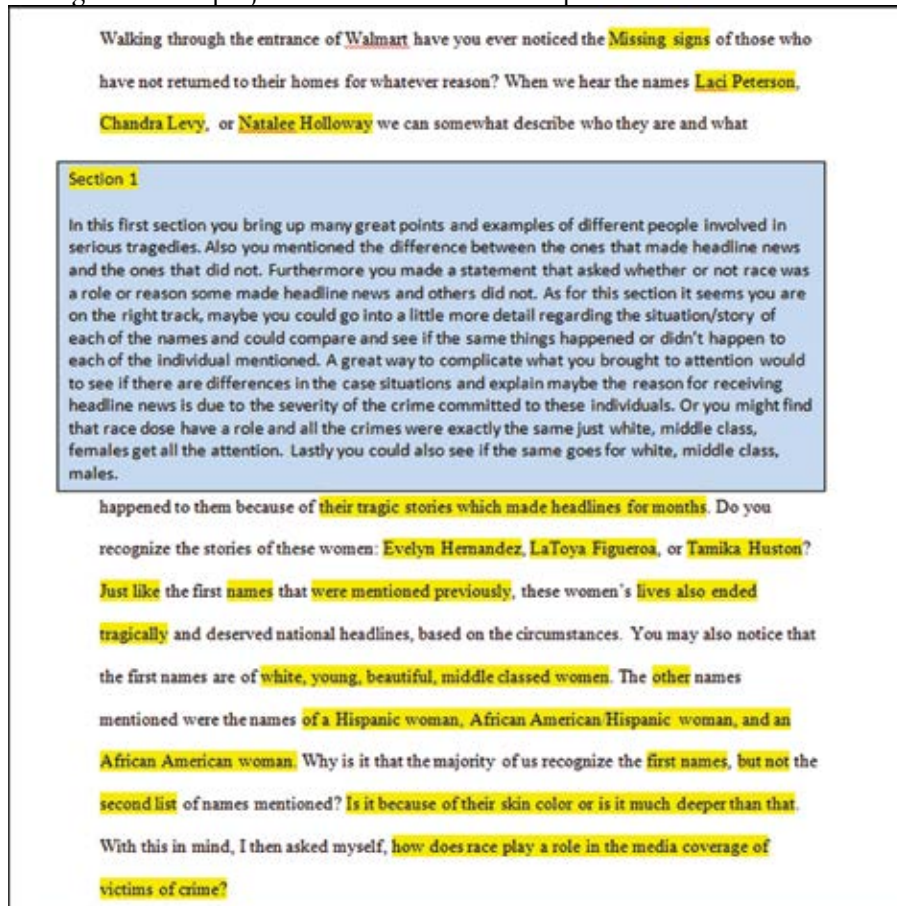 Walking through the entrance of Walmart have you ever noticed the Missing signs of those who
have not returned to their homes for whatever reason? When we hear the names Laci Peterson,
Chandra Levy, or Natalee Holloway we can somewhat describe who they are and what
Section 1
In this first section you bring up many great points and examples of different people involved in
serious tragedies. Also you mentioned the difference between the ones that made headline news
and the ones that did not. Furthermore you made a statement that asked whether or not race was
a role or reason some made headline news and others did not. As for this section it seems you are
on the right track, maybe you could go into a little more detail regarding the situation/story of
each of the names and could compare and see if the same things happened or didn't happen to
each of the individual mentioned. A great way to complicate what you brought to attention would
to see if there are differences in the case situations and explain maybe the reason for receiving
headline news is due to the severity of the crime committed to these individuals. Or you might find
that race dose have a role and all the crimes were exactly the same just white, middle class,
females get all the attention. Lastly you could also see if the same goes for white, middle class,
males.
happened to them because of their tragic stories which made headlines for months. Do you
recognize the stories of these women: Evelyn Hernandez, LaToya Figueroa, or Tamika Huston?
Just like the first names that were mentioned previously, these women's lives also ended
tragically and deserved national headlines, based on the circumstances. You may also notice that
the first names are of white, young, beautiful, middle classed women. The other names
mentioned were the names of a Hispanic woman, African American/Hispanic woman, and an
African American woman. Why is it that the majority of us recognize the first names, but not the
second list of names mentioned? Is it because of their skin color or is it much deeper than that.
With this in mind, I then asked myself, how does race play a role in the media coverage of
victims of crime?